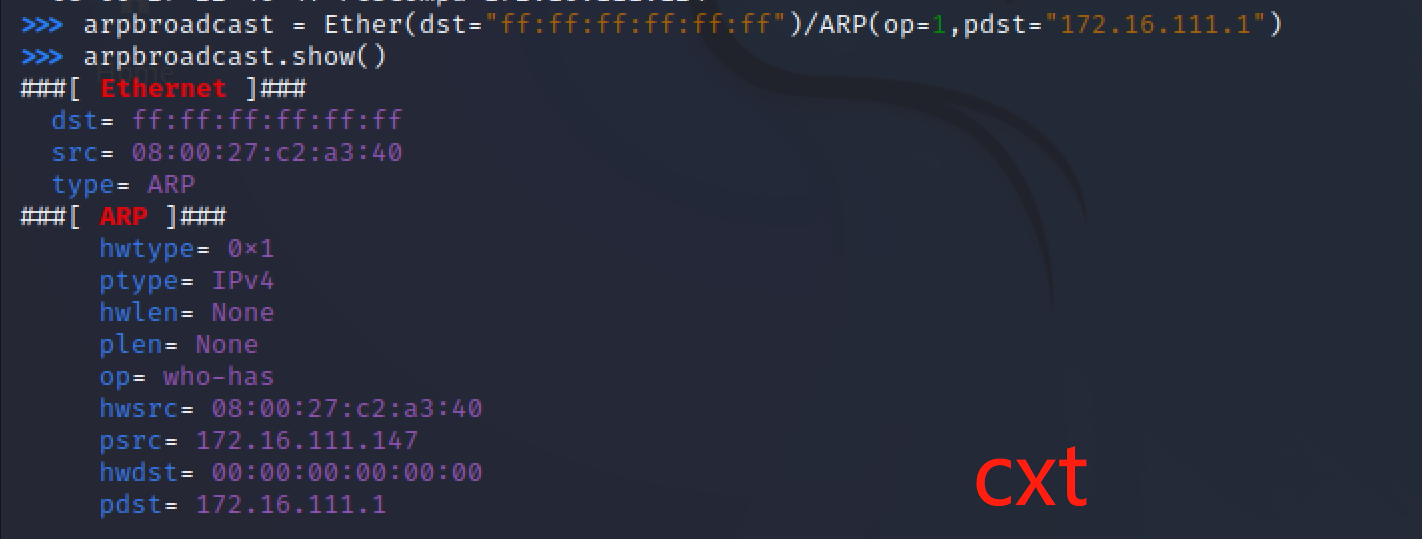 >>> arpbroadcast = Ether(dst="ff:ff:ff:ff:ff:ff")/ARP(op=1,pdst="172.16.111.1")
>>> arpbroadcast.show()
###[ Ethernet ]###
  dst= ff:ff:ff:ff:ff:ff
  src= 08:00:27:c2:a3:40
  type= ARP
###[ ARP ]###
     hwtype= 0×1
     ptype= IPv4
     hwlen= None
     plen= None
     op= who-has
     hwsrc= 08:00:27:c2:a3:40
     psrc= 172.16.111.147
     hwdst= 00:00:00:00:00:00
     pdst= 172.16.111.1
cxt